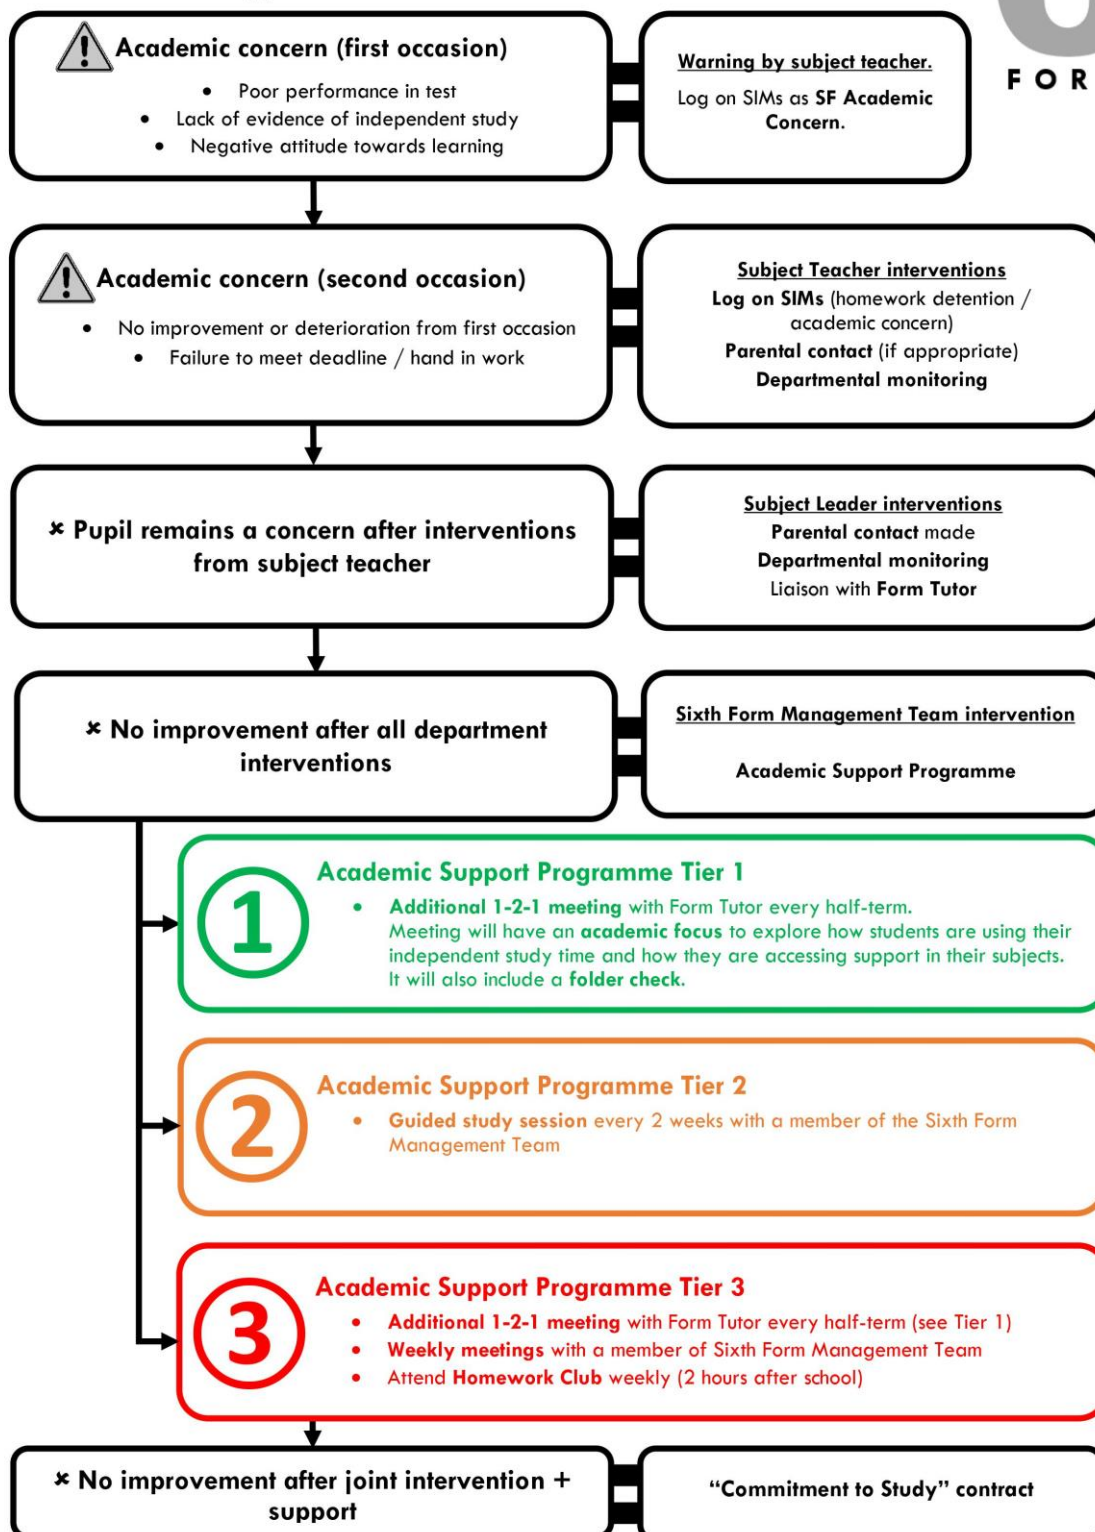 FOR
Academic concern (first occasion)
• Poor performance in test
• Lack of evidence of independent study
• Negative attitude towards learning
Warning by subject teacher.
Log on SIMs as SF Academic
Concern.
Academic concern (second occasion)
• No improvement or deterioration from first occasion
• Failure to meet deadline / hand in work
Subject Teacher interventions
Log on SIMs (homework detention /
academic concern)
Parental contact (if appropriate)
Departmental monitoring
× Pupil remains a concern after interventions
from subject teacher
Subject Leader interventions
Parental contact made
Departmental monitoring
Liaison with Form Tutor
× No improvement after all department
interventions
Sixth Form Management Team intervention
Academic Support Programme
1
Academic Support Programme Tier 1
• Additional 1-2-1 meeting with Form Tutor every half-term.
Meeting will have an academic focus to explore how students are using their
independent study time and how they are accessing support in their subjects.
It will also include a folder check.
2
Academic Support Programme Tier 2
• Guided study session every 2 weeks with a member of the Sixth Form
Management Team
3
Academic Support Programme Tier 3
• Additional 1-2-1 meeting with Form Tutor every half-term (see Tier 1)
• Weekly meetings with a member of Sixth Form Management Team
• Attend Homework Club weekly (2 hours after school)
× No improvement after joint intervention +
support
“Commitment to Study” contract